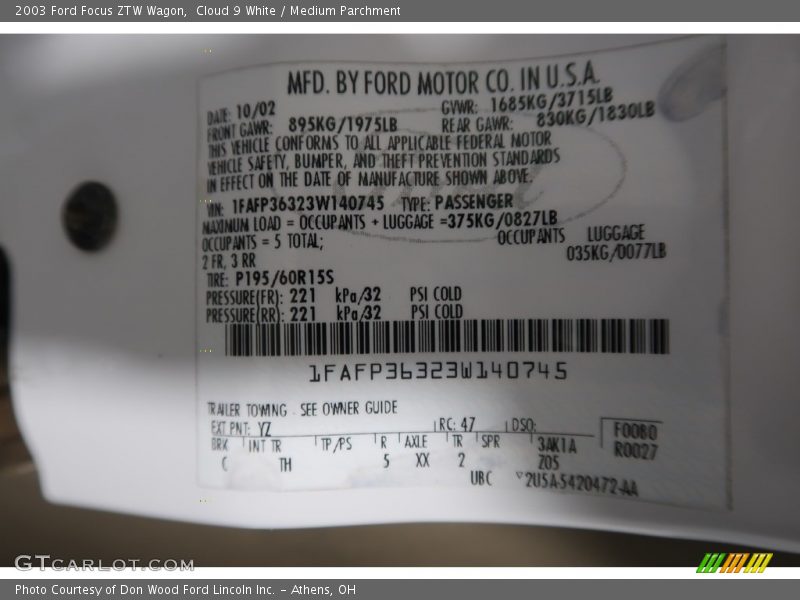 2003 Ford Focus ZTW Wagon,  Cloud 9 White / Medium Parchment
MFD. BY FORD MOTOR CO. IN U.S.A.
DATE: 10/02 GVWR: 1685KG/3715LB
FRONT GAWR: 895KG/1975LB REAR GAWR: 830KG/1830LB
THIS VEHICLE CONFORMS TO ALL APPLICABLE FEDERAL MOTOR
VEHICLE SAFETY, BUMPER, AND THEFT PREVENTION STANDARDS
IN EFFECT ON THE DATE OF MANUFACTURE SHOWN ABOVE.
VIN: 1FAFP36323W140745 TYPE: PASSENGER
MAXIMUM LOAD = OCCUPANTS + LUGGAGE =375KG/0827LB
OCCUPANTS = 5 TOTAL; OCCUPANTS LUGGAGE
2 FR, 3 RR 035KG/0077LB
TIRE: P195/60R15S
PRESSURE(FR): 221 kPa/32 PSI COLD
PRESSURE(RR): 221 kPa/32 PSI COLD
1FAFP36323W140745
TRAILER TOWING - SEE OWNER GUIDE
EXT PNT: YZ RC: 47 DSO: F0080
BRK INT TR TP/PS R AXLE TR SPR 3AK1A R0027
C TH 5 XX 2 205
UBC 2U5A-5420472-AA
GTCARLOT.COM
Photo Courtesy of Don Wood Ford Lincoln Inc. - Athens, OH